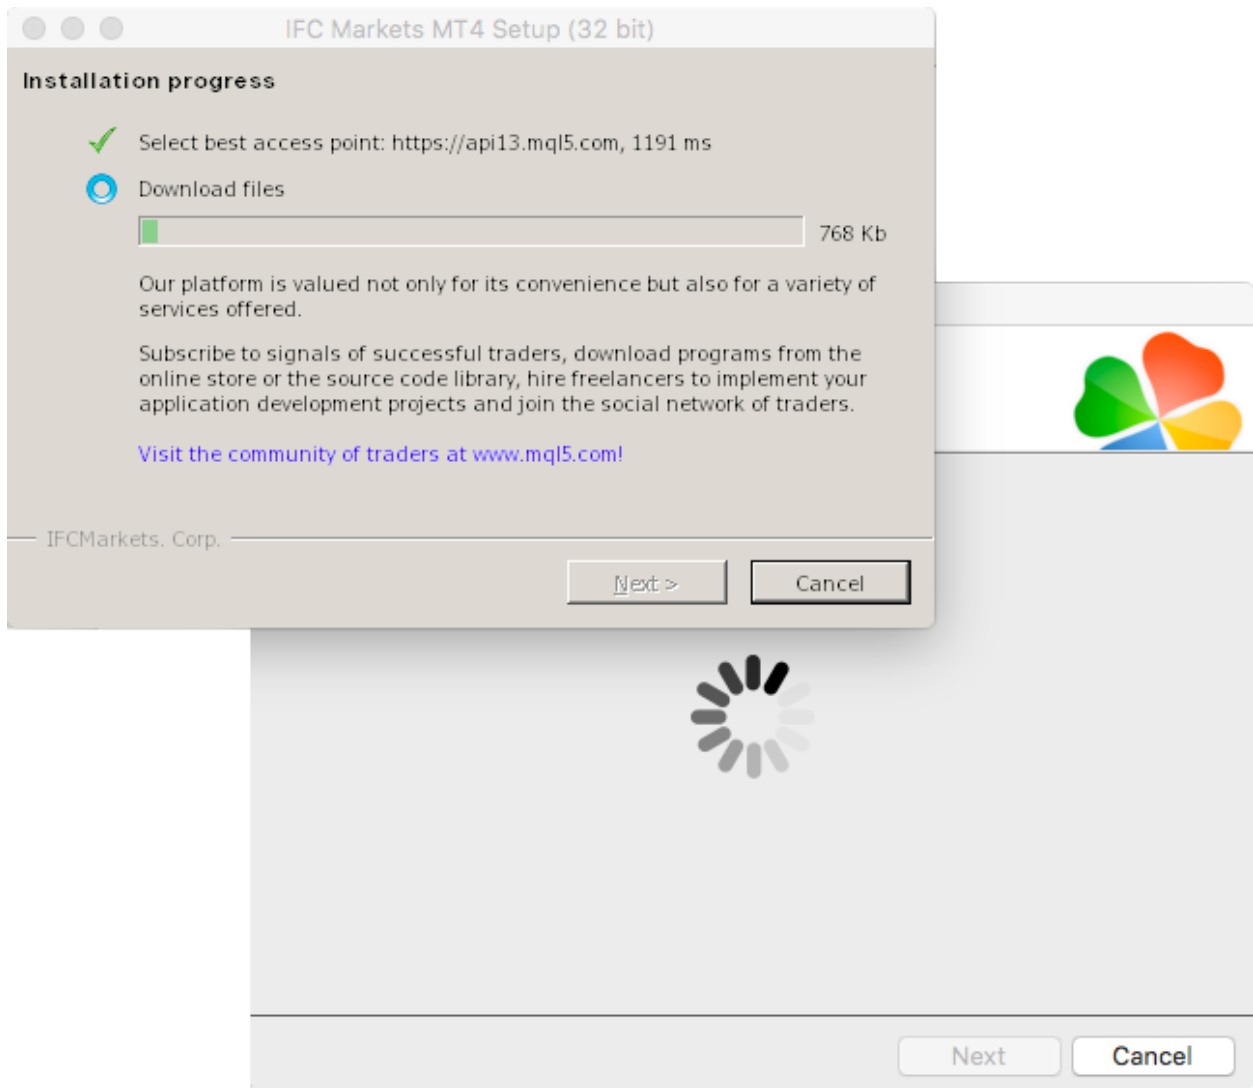 IFC Markets MT4 Setup (32 bit)
Installation progress
Select best access point: https://api13.mql5.com, 1191 ms
Download files
768 Kb
Our platform is valued not only for its convenience but also for a variety of
services offered.
Subscribe to signals of successful traders, download programs from the
online store or the source code library, hire freelancers to implement your
application development projects and join the social network of traders.
Visit the community of traders at www.mql5.com!
IFCMarkets. Corp.
Next >
Cancel
Next
Cancel